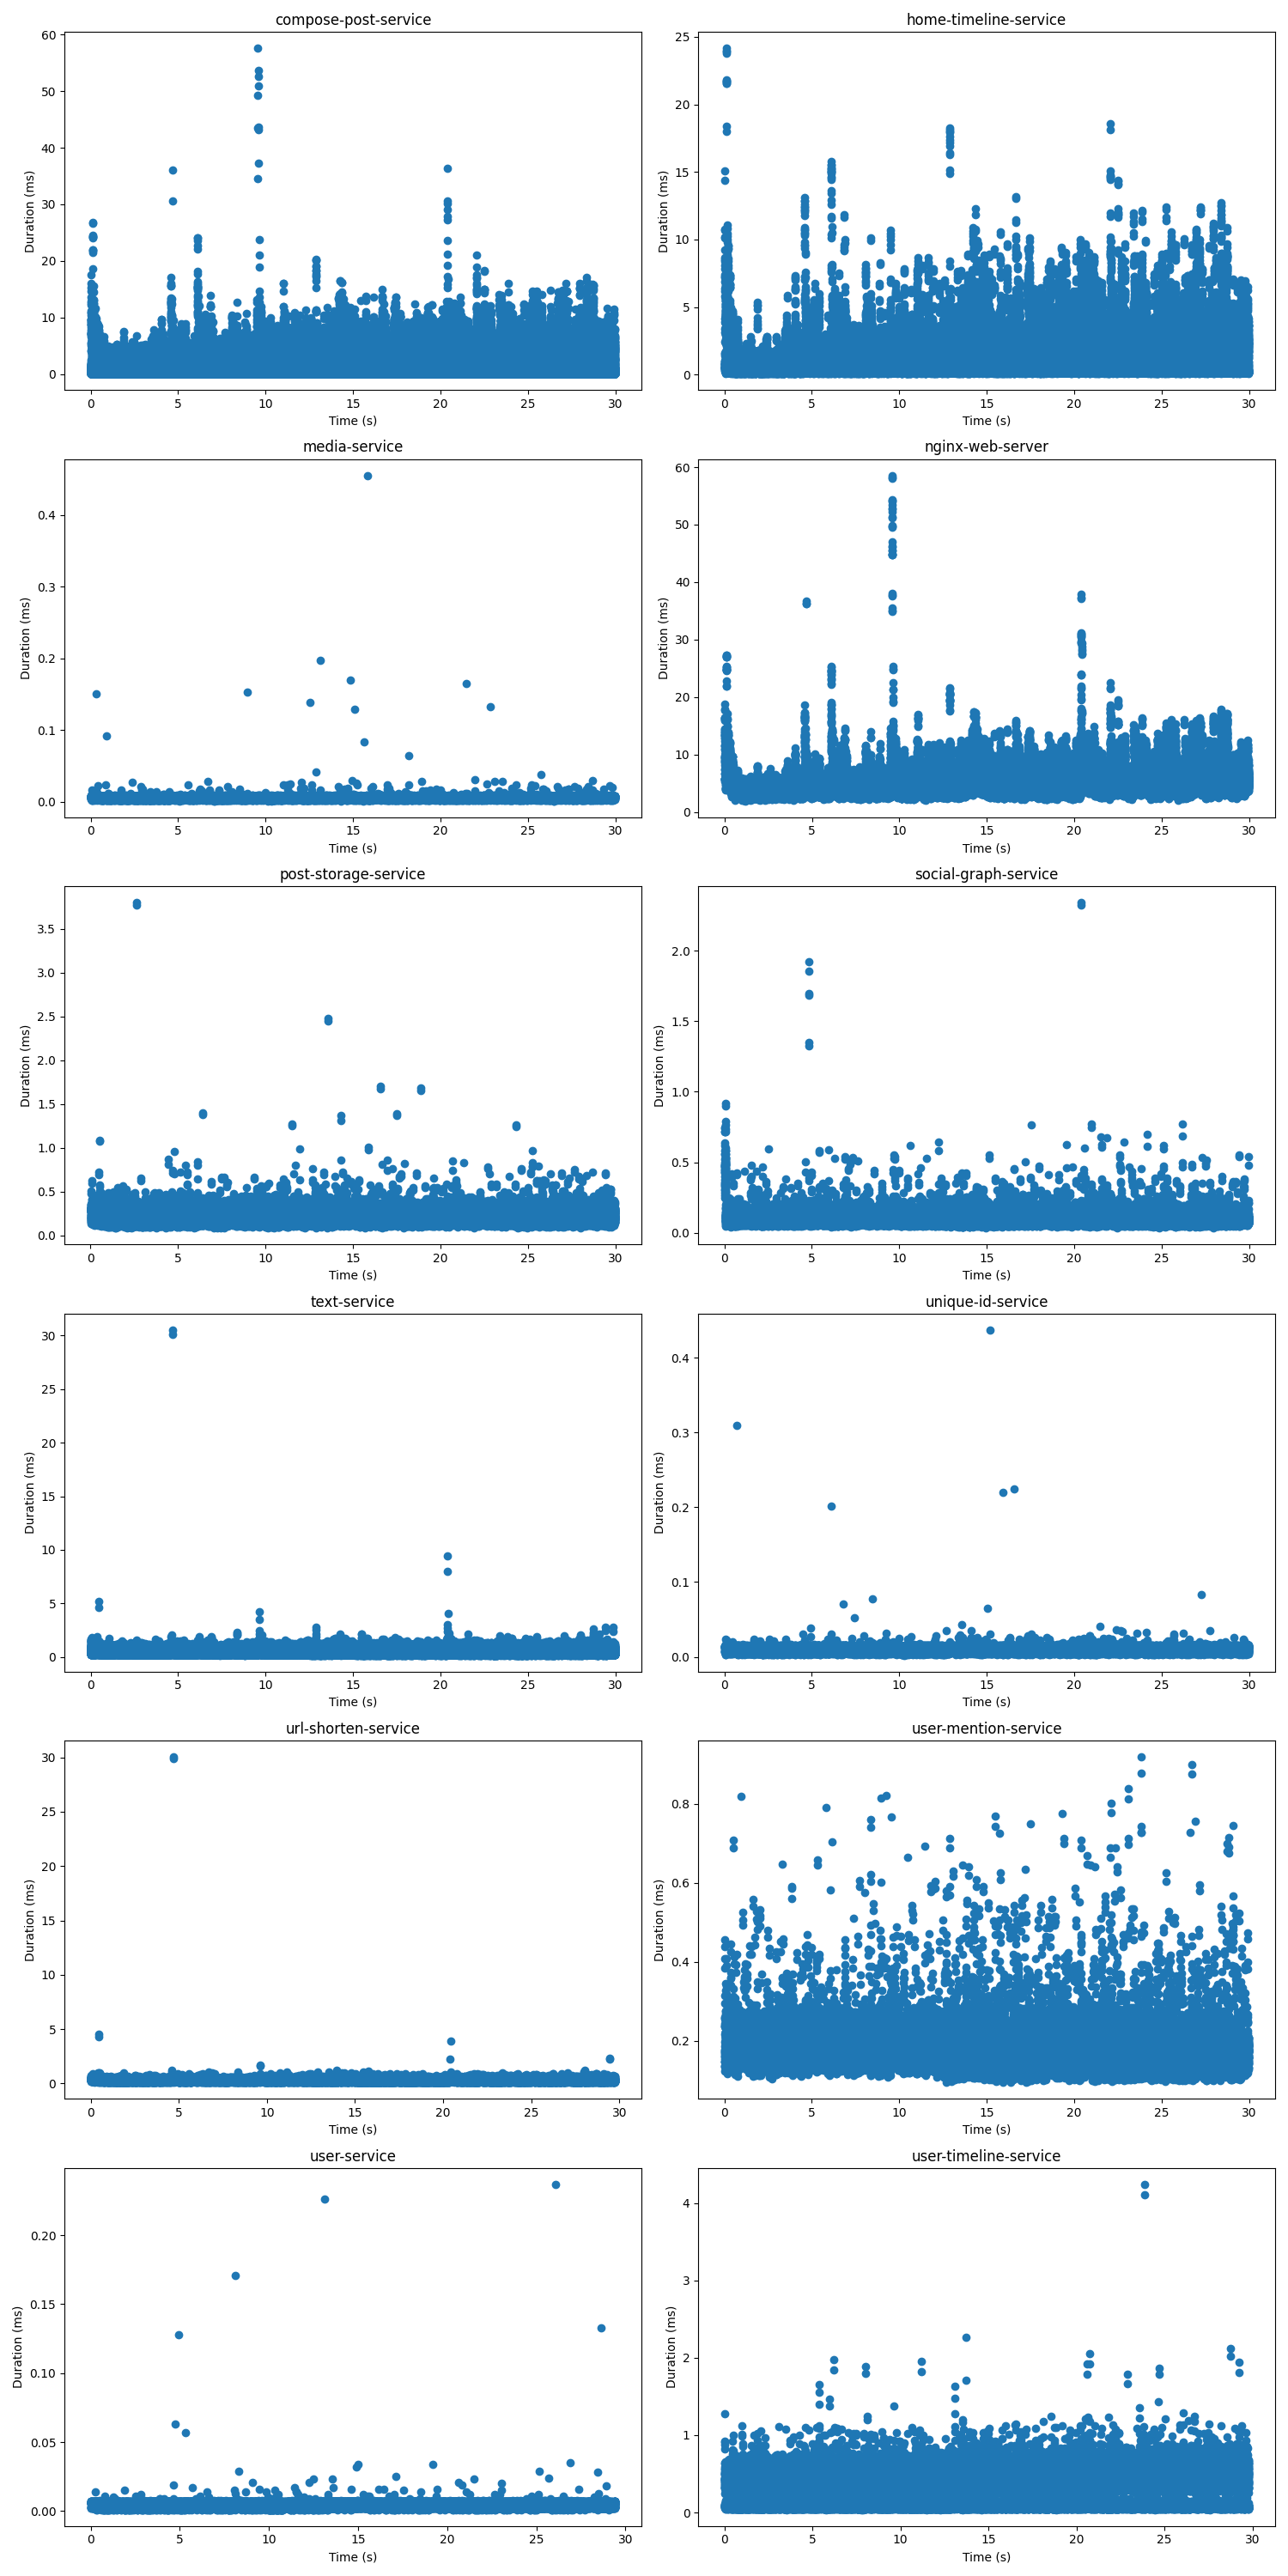 compose-post-service
60
50
40
30
20
10
0
Duration (ms)
0 5 10 15 20 25 30
Time (s)
home-timeline-service
25
20
15
10
5
0
Duration (ms)
0 5 10 15 20 25 30
Time (s)
media-service
0.4
0.3
0.2
0.1
0.0
Duration (ms)
0 5 10 15 20 25 30
Time (s)
nginx-web-server
60
50
40
30
20
10
0
Duration (ms)
0 5 10 15 20 25 30
Time (s)
post-storage-service
3.5
3.0
2.5
2.0
1.5
1.0
0.5
0.0
Duration (ms)
0 5 10 15 20 25 30
Time (s)
social-graph-service
2.0
1.5
1.0
0.5
0.0
Duration (ms)
0 5 10 15 20 25 30
Time (s)
text-service
30
25
20
15
10
5
0
Duration (ms)
0 5 10 15 20 25 30
Time (s)
unique-id-service
0.4
0.3
0.2
0.1
0.0
Duration (ms)
0 5 10 15 20 25 30
Time (s)
url-shorten-service
30
25
20
15
10
5
0
Duration (ms)
0 5 10 15 20 25 30
Time (s)
user-mention-service
0.8
0.6
0.4
0.2
Duration (ms)
0 5 10 15 20 25 30
Time (s)
user-service
0.20
0.15
0.10
0.05
0.00
Duration (ms)
0 5 10 15 20 25 30
Time (s)
user-timeline-service
4
3
2
1
0
Duration (ms)
0 5 10 15 20 25 30
Time (s)